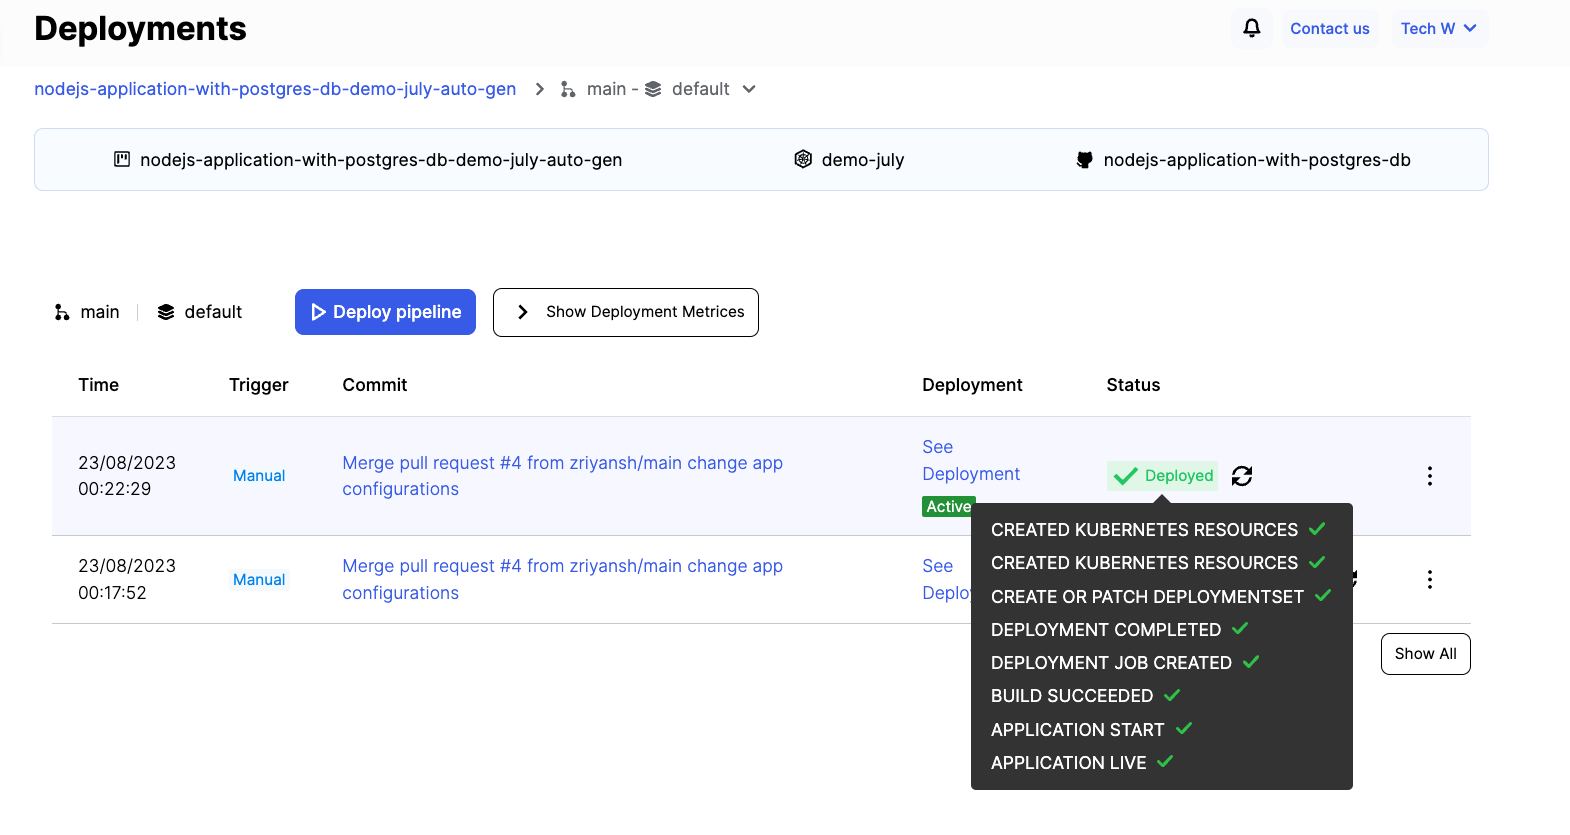 Deployments
Contact us
Tech W
nodejs-application-with-postgres-db-demo-july-auto-gen
main - default
nodejs-application-with-postgres-db-demo-july-auto-gen
demo-july
nodejs-application-with-postgres-db
main
default
Deploy pipeline
Show Deployment Metrices
Time Trigger Commit Deployment Status
23/08/2023
00:22:29
Manual
Merge pull request #4 from zriyansh/main change app
configurations
See
Deployment
Active
Deployed
23/08/2023
00:17:52
Manual
Merge pull request #4 from zriyansh/main change app
configurations
See
CREATED KUBERNETES RESOURCES
CREATED KUBERNETES RESOURCES
CREATE OR PATCH DEPLOYMENTSET
DEPLOYMENT COMPLETED
DEPLOYMENT JOB CREATED
BUILD SUCCEEDED
APPLICATION START
APPLICATION LIVE
Show All